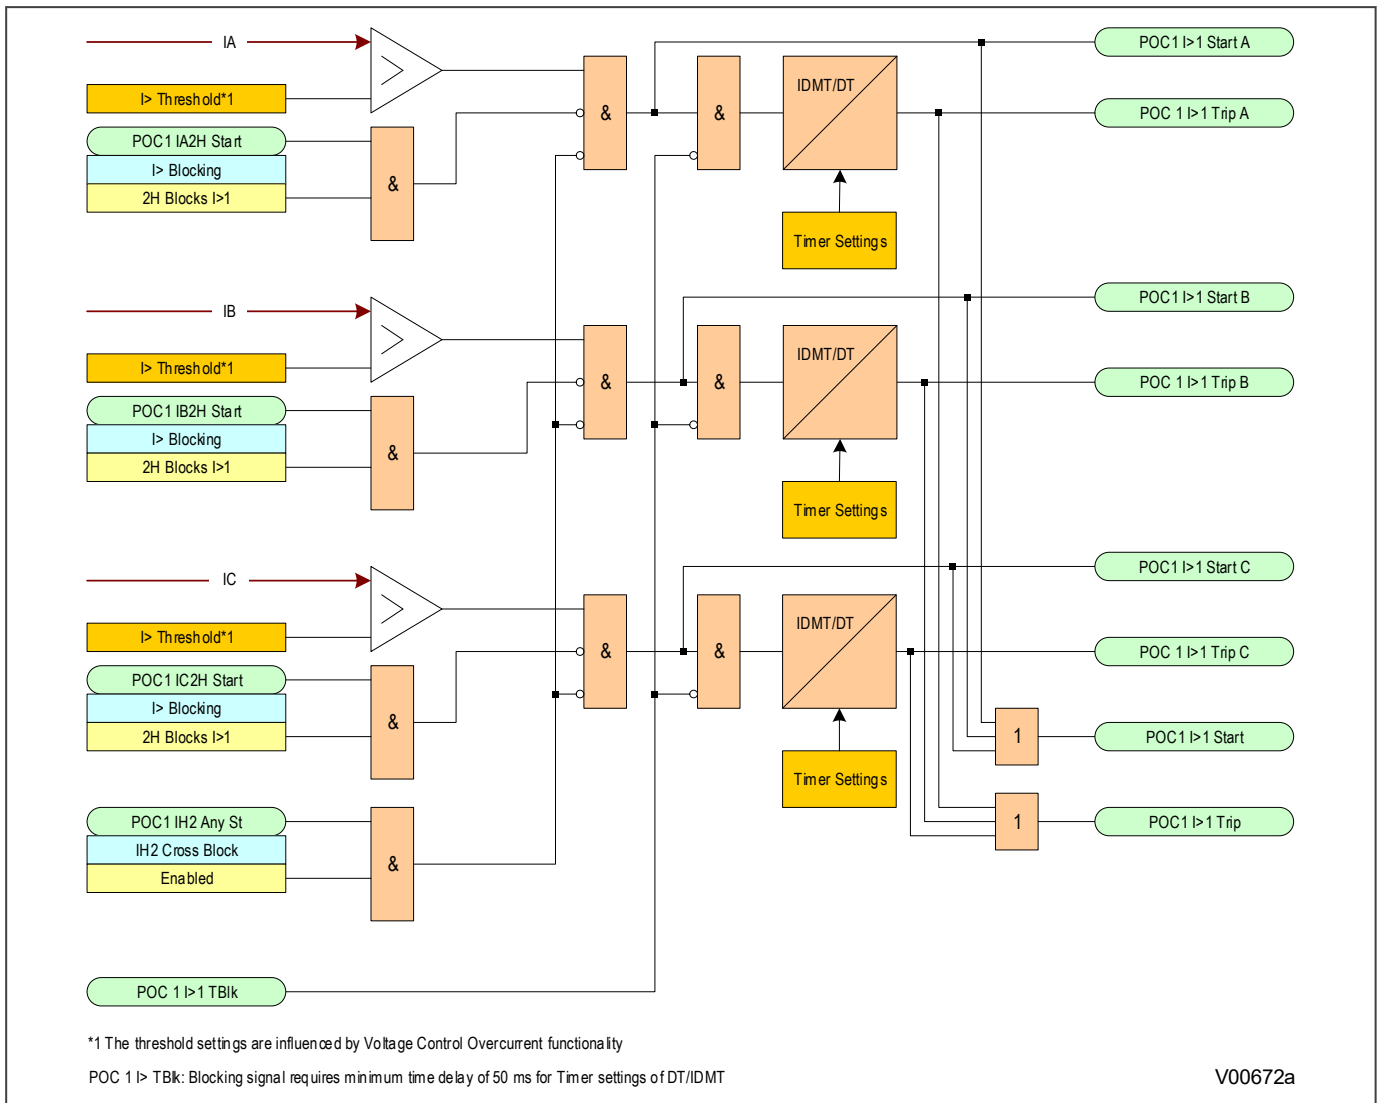 IA
POC1 I>1 Start A
I> Threshold*1
IDMT/DT
&
&
POC 1 I>1 Trip A
POC1 IA2H Start
I> Blocking
2H Blocks I>1
&
Timer Settings
IB
POC1 I>1 Start B
I> Threshold*1
IDMT/DT
&
&
POC 1 I>1 Trip B
POC1 IB2H Start
I> Blocking
2H Blocks I>1
&
Timer Settings
IC
POC1 I>1 Start C
I> Threshold*1
IDMT/DT
&
&
POC 1 I>1 Trip C
POC1 IC2H Start
I> Blocking
2H Blocks I>1
&
1
POC1 I>1 Start
Timer Settings
POC1 IH2 Any St
IH2 Cross Block
Enabled
&
1
POC1 I>1 Trip
POC 1 I>1 TBlk
*1 The threshold settings are influenced by Voltage Control Overcurrent functionality
POC 1 I> TBlk: Blocking signal requires minimum time delay of 50 ms for Timer settings of DT/IDMT
V00672a